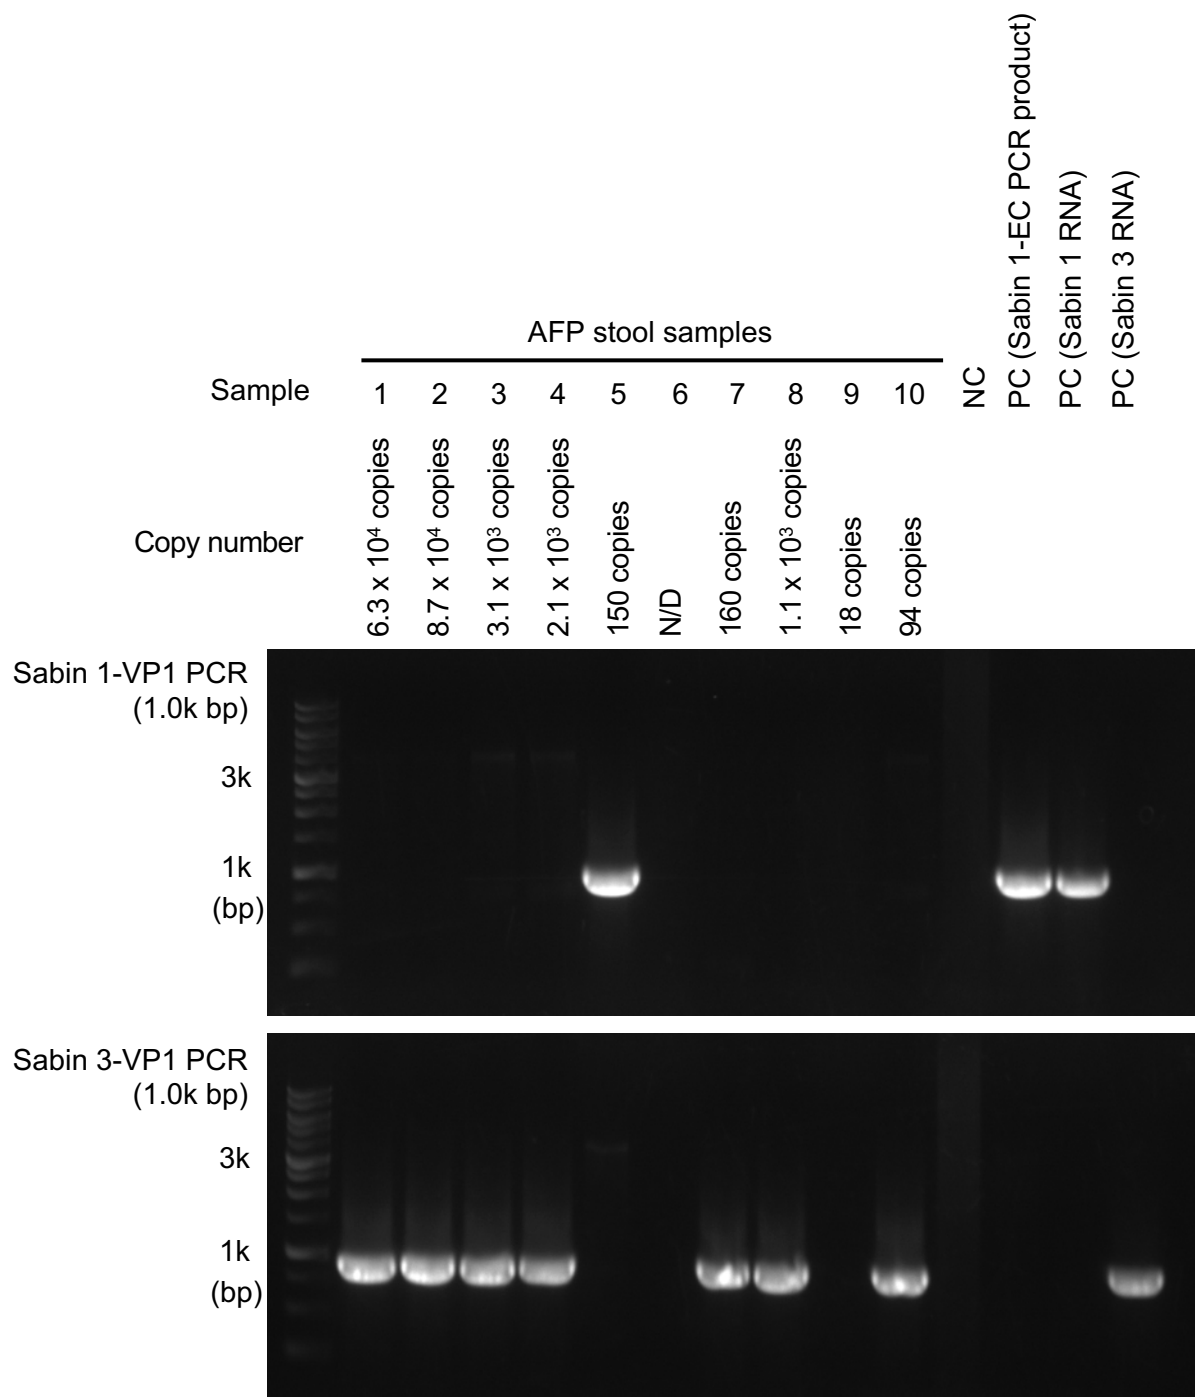 PC (Sabin 1-EC PCR product)
PC (Sabin 1 RNA)
PC (Sabin 3 RNA)
NC
AFP stool samples
Sample 1 2 3 4 5 6 7 8 9 10
Copy number
6.3 x 10⁴ copies
8.7 x 10⁴ copies
3.1 x 10³ copies
2.1 x 10³ copies
150 copies
N/D
160 copies
1.1 x 10³ copies
18 copies
94 copies
Sabin 1-VP1 PCR
(1.0k bp)
3k
1k
(bp)
Sabin 3-VP1 PCR
(1.0k bp)
3k
1k
(bp)